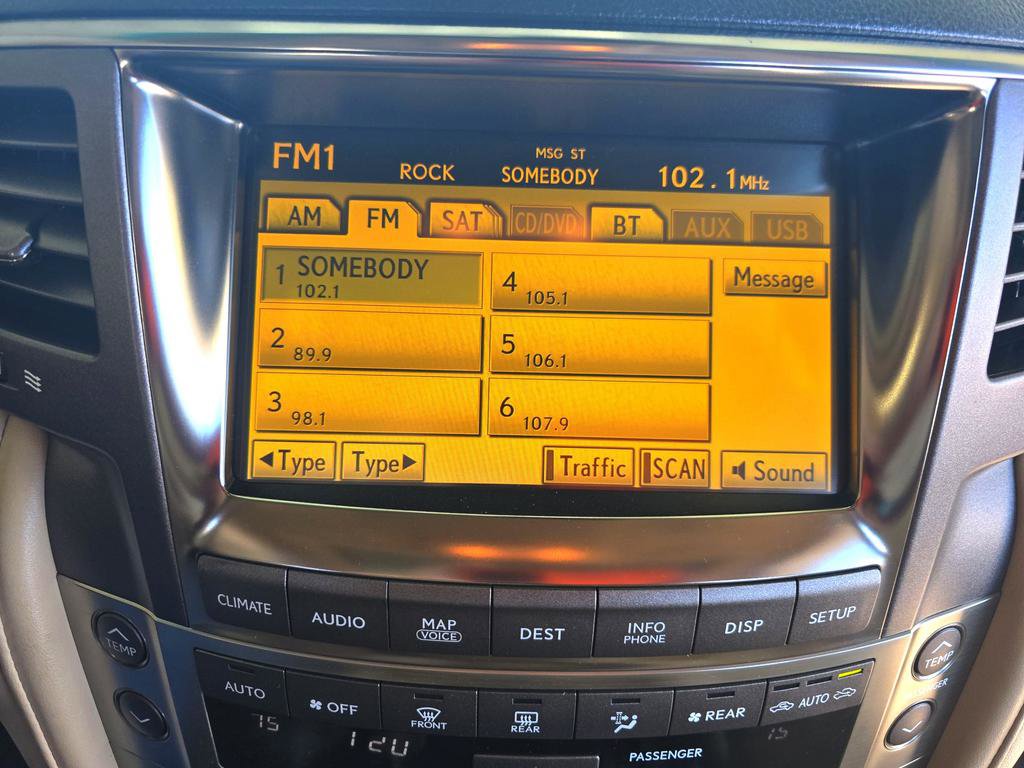 FM1
ROCK
MSG ST
SOMEBODY
102.1MHz
AM FM SAT CD/DVD BT AUX USB
1 SOMEBODY
102.1
2 89.9
3 98.1
4 105.1
5 106.1
6 107.9
Message
◀Type Type▶ Traffic SCAN Sound
CLIMATE AUDIO MAP DEST INFO DISP SETUP
VOICE PHONE
TEMP TEMP
PASSENGER
AUTO OFF FRONT REAR REAR AUTO
75
PASSENGER